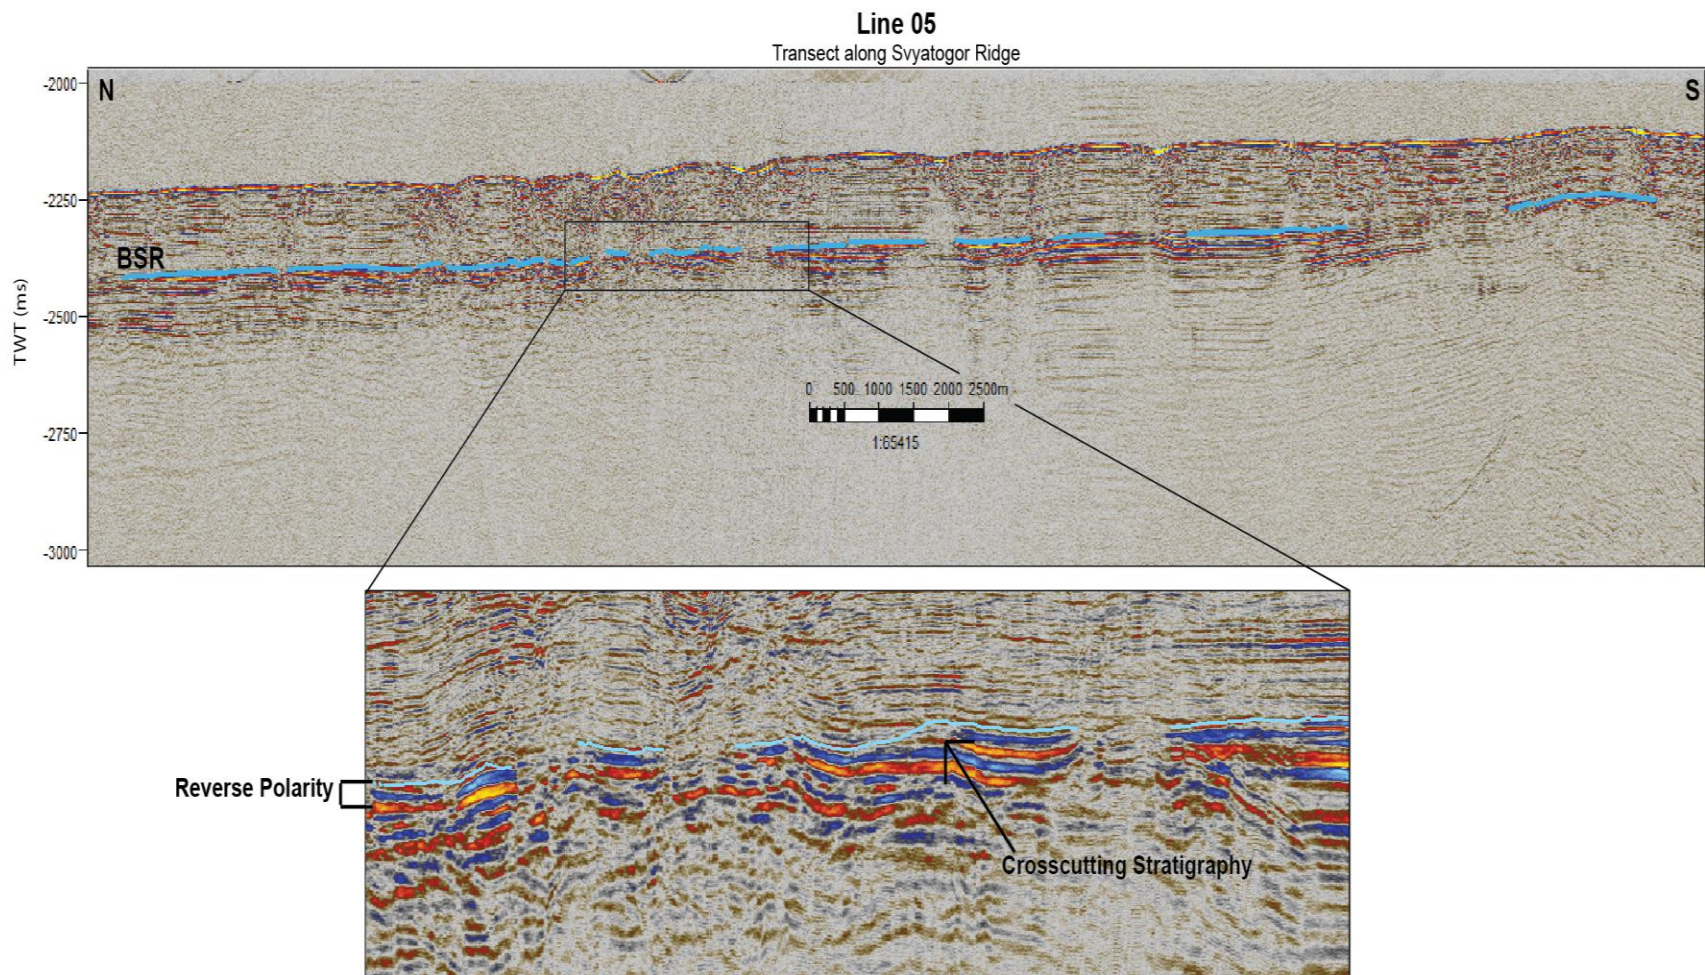 Line 05
Transect along Svyatogor Ridge
N
S
-2000
-2250
BSR
-2500
TWT (ms)
-2750
-3000
0 500 1000 1500 2000 2500m
1:65415
Reverse Polarity
Crosscutting Stratigraphy